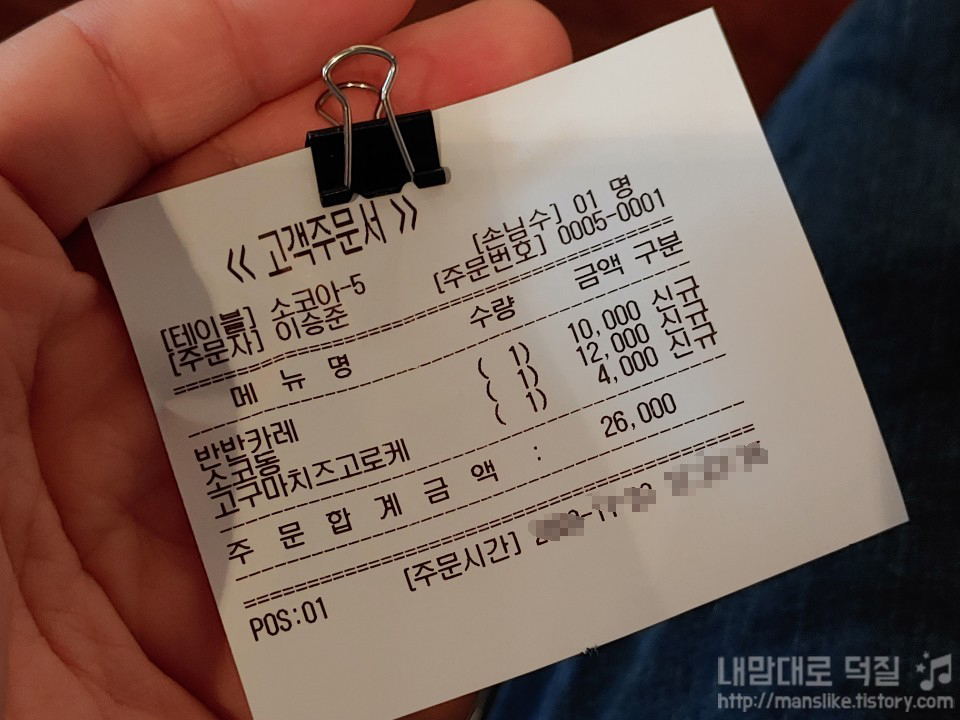 《 고객주문서 》
[테이블] 소코아-5 [손님수] 01 명
[주문자] 이승준 [주문번호] 0005-0001
메 뉴 명 수량 금액 구분
반반카레 ( 1) 10,000 신규
소코동 ( 1) 12,000 신규
고구마치즈고로케 ( 1) 4,000 신규
주 문 합 계 금 액 : 26,000
[주문시간]
POS:01
내맘대로 덕질
http://manslike.tistory.com